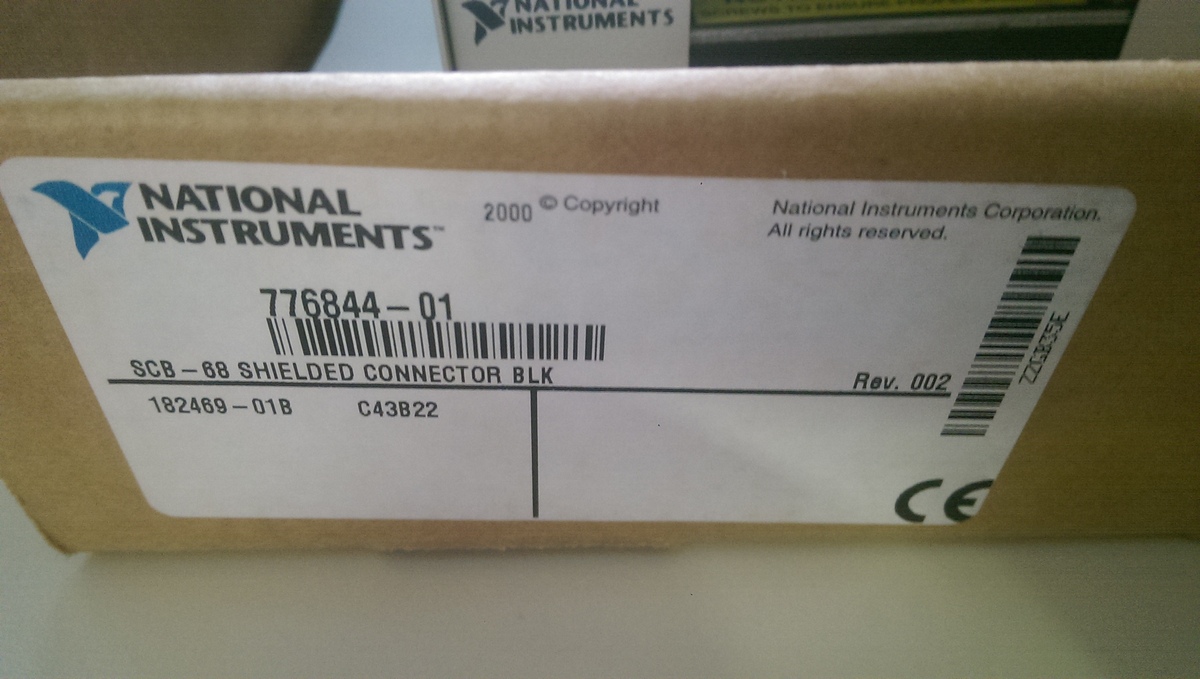 NATIONAL
INSTRUMENTS
NATIONAL
INSTRUMENTS™
2000 © Copyright
National Instruments Corporation.
All rights reserved.
776844-01
SCB-68 SHIELDED CONNECTOR BLK
Rev. 002
182469-01B C43B22
CE